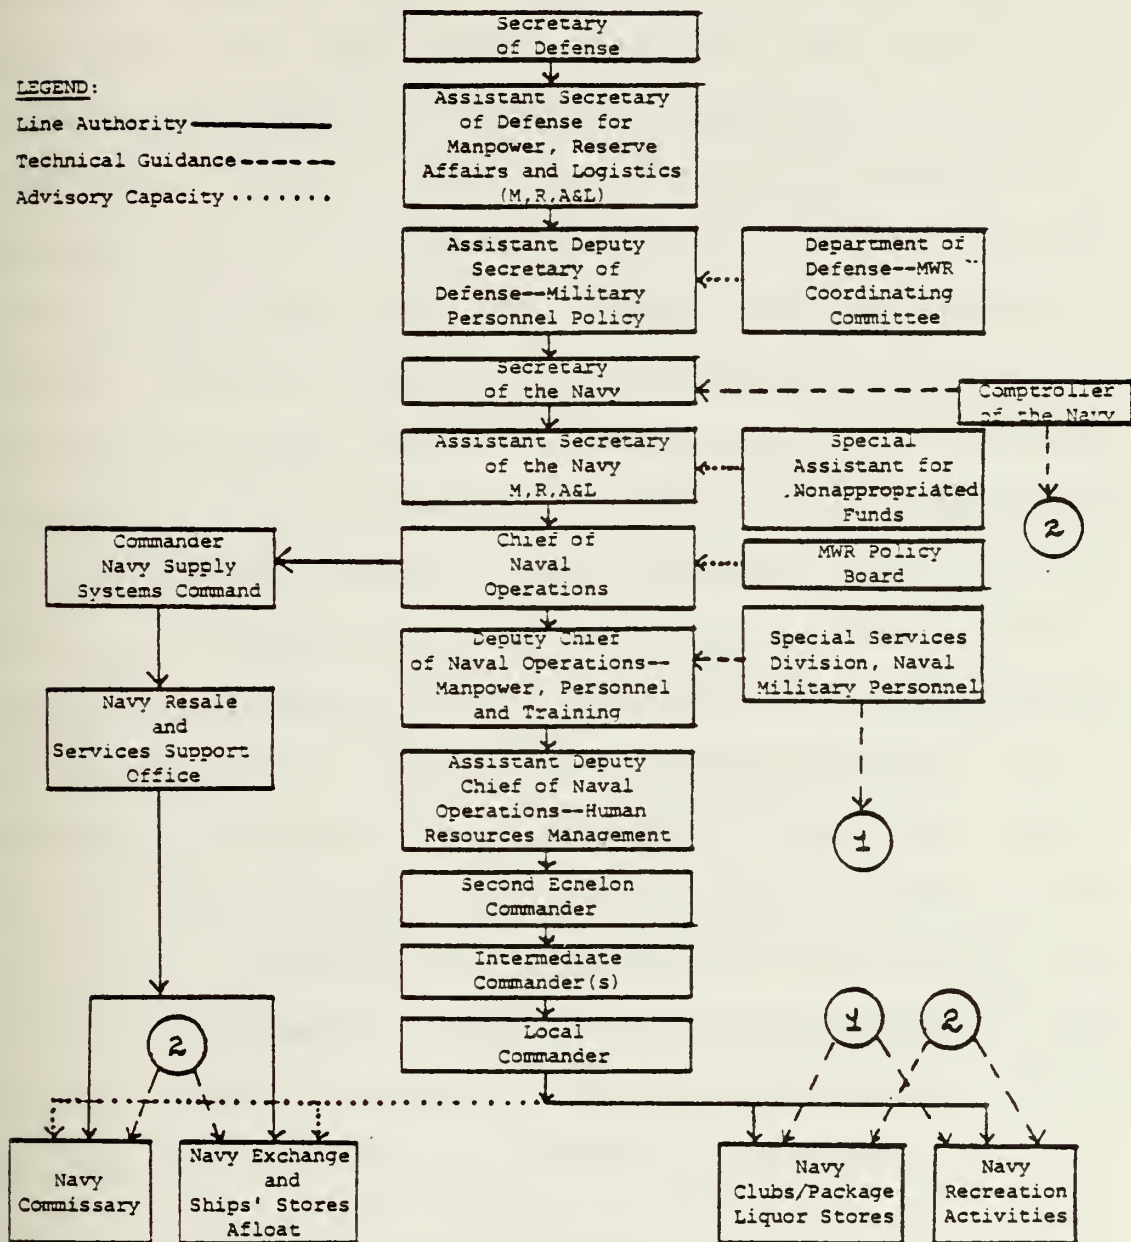 Secretary
of Defense
LEGEND:
Line Authority
Technical Guidance
Advisory Capacity
Assistant Secretary
of Defense for
Manpower, Reserve
Affairs and Logistics
(M,R,A&L)
Assistant Deputy
Secretary of
Defense--Military
Personnel Policy
Department of
Defense--MWR
Coordinating
Committee
Secretary
of the Navy
Comptroller
of the Navy
Assistant Secretary
of the Navy
M,R,A&L
Special
Assistant for
Nonappropriated
Funds
2
Commander
Navy Supply
Systems Command
Chief of
Naval
Operations
MWR Policy
Board
Deputy Chief
of Naval Operations--
Manpower, Personnel
and Training
Special Services
Division, Naval
Military Personnel
Navy Resale
and
Services Support
Office
Assistant Deputy
Chief of Naval
Operations--Human
Resources Management
1
Second Echelon
Commander
Intermediate
Commander(s)
Local
Commander
2
1
2
Navy
Commissary
Navy Exchange
and
Ships' Stores
Afloat
Navy
Clubs/Package
Liquor Stores
Navy
Recreation
Activities